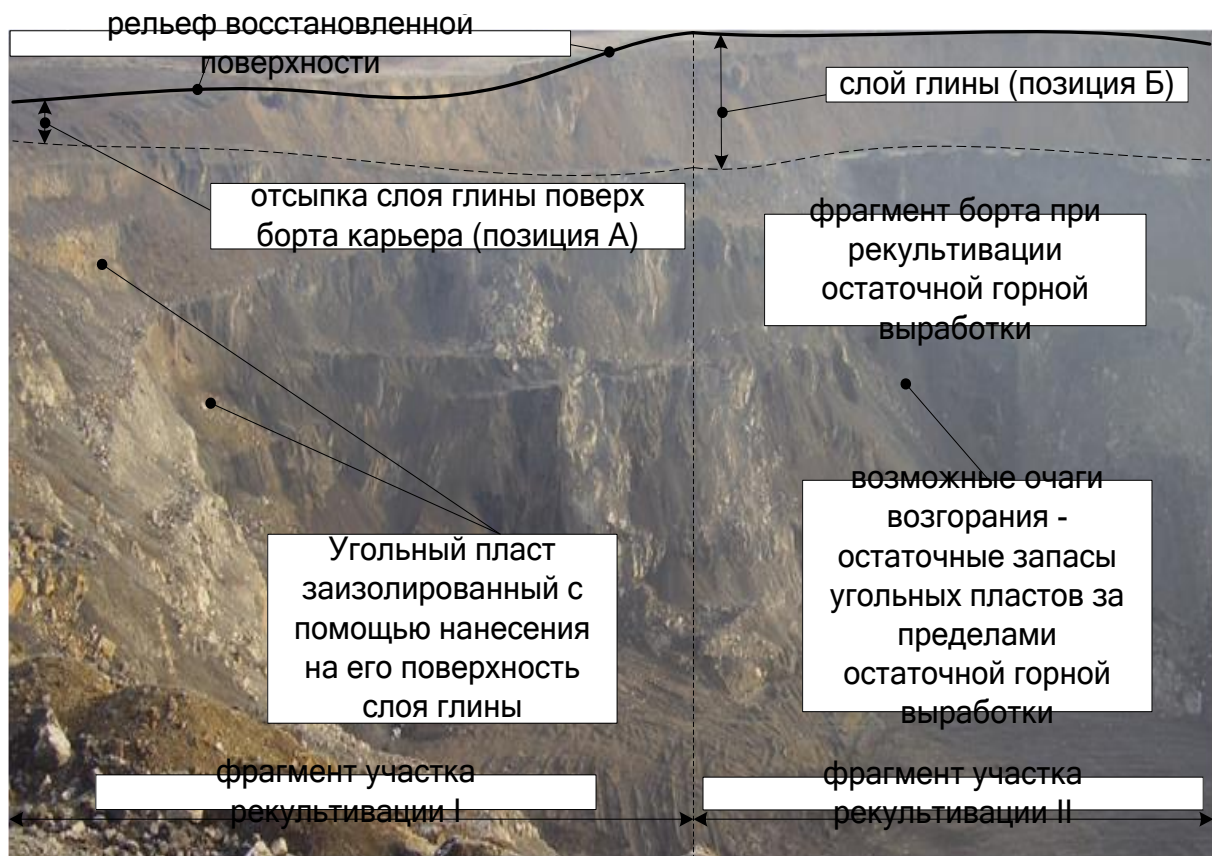 рельеф восстановленной
поверхности
слой глины (позиция Б)
отсыпка слоя глины поверх
борта карьера (позиция А)
фрагмент борта при
рекультивации
остаточной горной
выработки
Угольный пласт
заизолированный с
помощью нанесения
на его поверхность
слоя глины
возможные очаги
возгорания -
остаточные запасы
угольных пластов за
пределами
остаточной горной
выработки
фрагмент участка
рекультивации I
фрагмент участка
рекультивации II